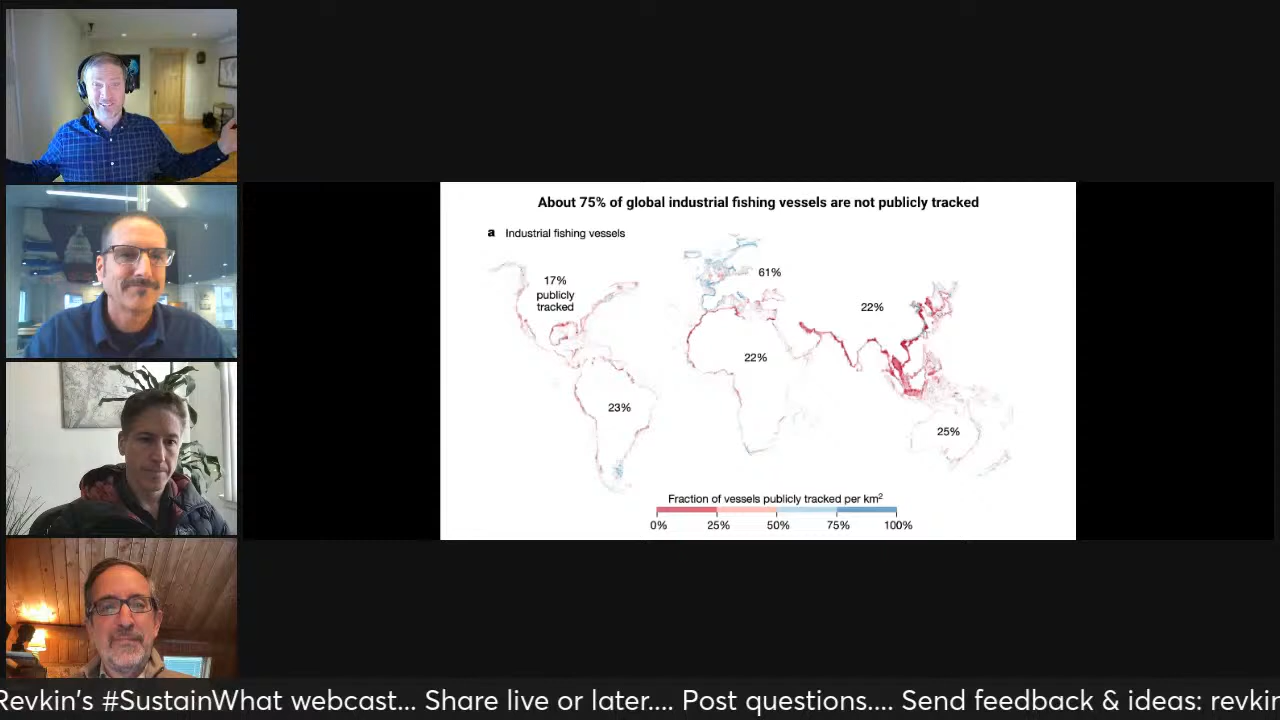 About 75% of global industrial fishing vessels are not publicly tracked
a Industrial fishing vessels
17%
publicly
tracked
61%
22%
22%
23%
25%
Fraction of vessels publicly tracked per km²
0% 25% 50% 75% 100%
Revkin's #SustainWhat webcast... Share live or later.... Post questions.... Send feedback & ideas: revkin